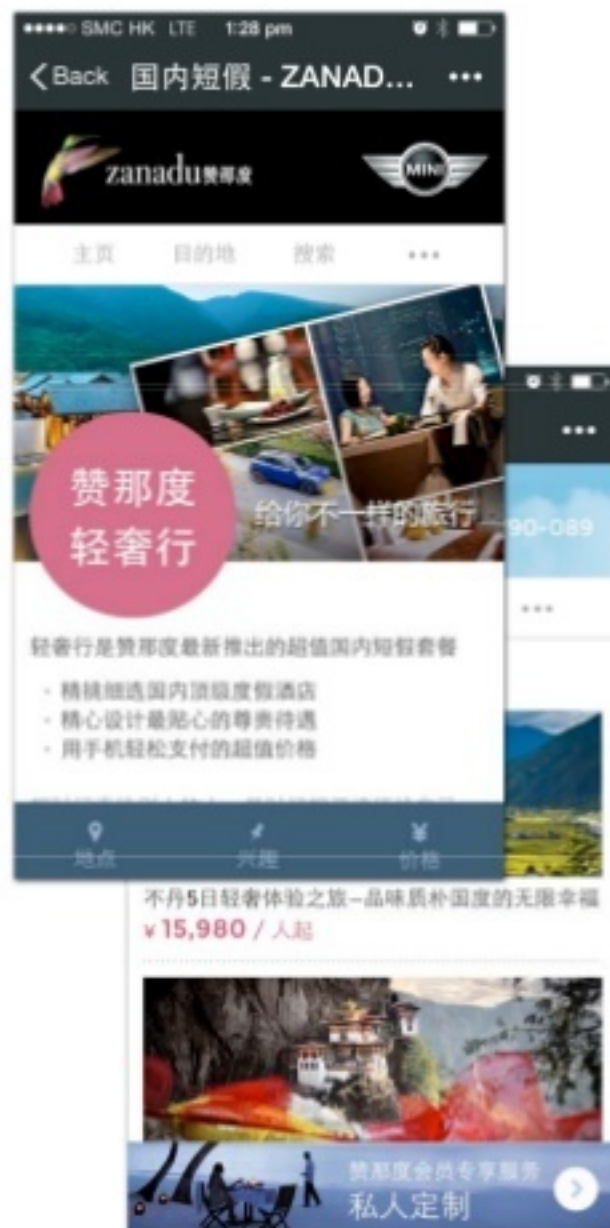 SMC HK LTE 1:28 pm
Back 国内短假 - ZANAD...
zanadu赞那度
MINI
主页 目的地 搜索
赞那度
轻奢行
给你不一样的旅行
90-089
轻奢行是赞那度最新推出的超值国内短假套餐
· 精挑细选国内顶级度假酒店
· 精心设计最贴心的尊贵待遇
· 用手机轻松支付的超值价格
地点 兴趣 ¥ 价格
不丹5日轻奢体验之旅-品味质朴国度的无限幸福
¥ 15,980 / 人起
赞那度会员专享服务
私人定制